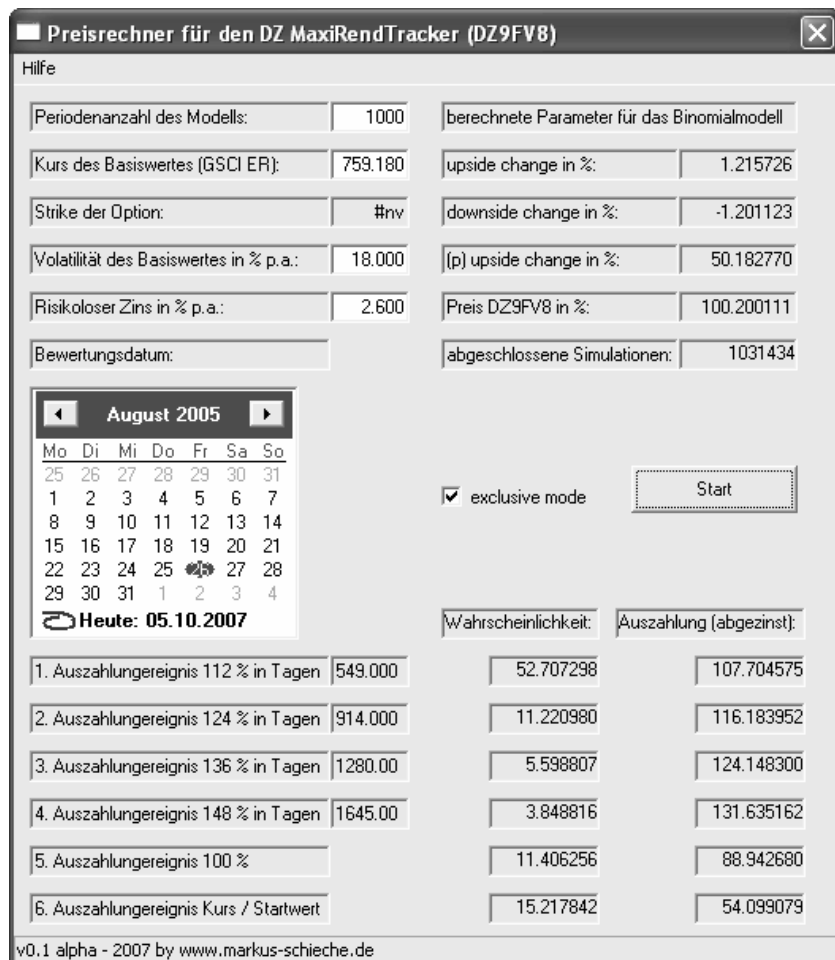 Preisrechner für den DZ MaxiRendTracker (DZ9FV8)
Hilfe
Periodenanzahl des Modells: 1000
Kurs des Basiswertes (GSCI ER): 759.180
Strike der Option: #nv
Volatilität des Basiswertes in % p.a.: 18.000
Risikoloser Zins in % p.a.: 2.600
Bewertungsdatum:
berechnete Parameter für das Binomialmodell
upside change in %: 1.215726
downside change in %: -1.201123
(p) upside change in %: 50.182770
Preis DZ9FV8 in %: 100.200111
abgeschlossene Simulationen: 1031434
August 2005
Mo Di Mi Do Fr Sa So
25 26 27 28 29 30 31
1 2 3 4 5 6 7
8 9 10 11 12 13 14
15 16 17 18 19 20 21
22 23 24 25 27 28
29 30 31 1 2 3 4
Heute: 05.10.2007
exclusive mode
Start
Wahrscheinlichkeit: Auszahlung (abgezinst):
1. Auszahlungereignis 112 % in Tagen 549.000 52.707298 107.704575
2. Auszahlungereignis 124 % in Tagen 914.000 11.220980 116.183952
3. Auszahlungereignis 136 % in Tagen 1280.00 5.598807 124.148300
4. Auszahlungereignis 148 % in Tagen 1645.00 3.848816 131.635162
5. Auszahlungereignis 100 % 11.406256 88.942680
6. Auszahlungereignis Kurs / Startwert 15.217842 54.099079
v0.1 alpha - 2007 by www.markus-schieche.de